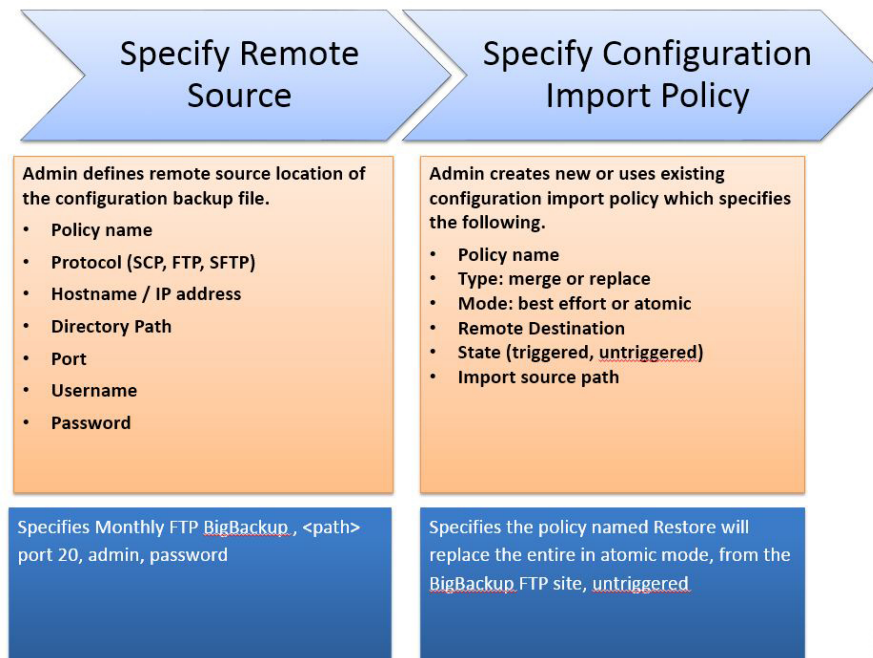 Specify Remote
Source
Specify Configuration
Import Policy
Admin defines remote source location of
the configuration backup file.
• Policy name
• Protocol (SCP, FTP, SFTP)
• Hostname / IP address
• Directory Path
• Port
• Username
• Password
Admin creates new or uses existing
configuration import policy which specifies
the following.
• Policy name
• Type: merge or replace
• Mode: best effort or atomic
• Remote Destination
• State (triggered, untriggered)
• Import source path
Specifies Monthly FTP BigBackup , <path>
port 20, admin, password
Specifies the policy named Restore will
replace the entire in atomic mode, from the
BigBackup FTP site, untriggered